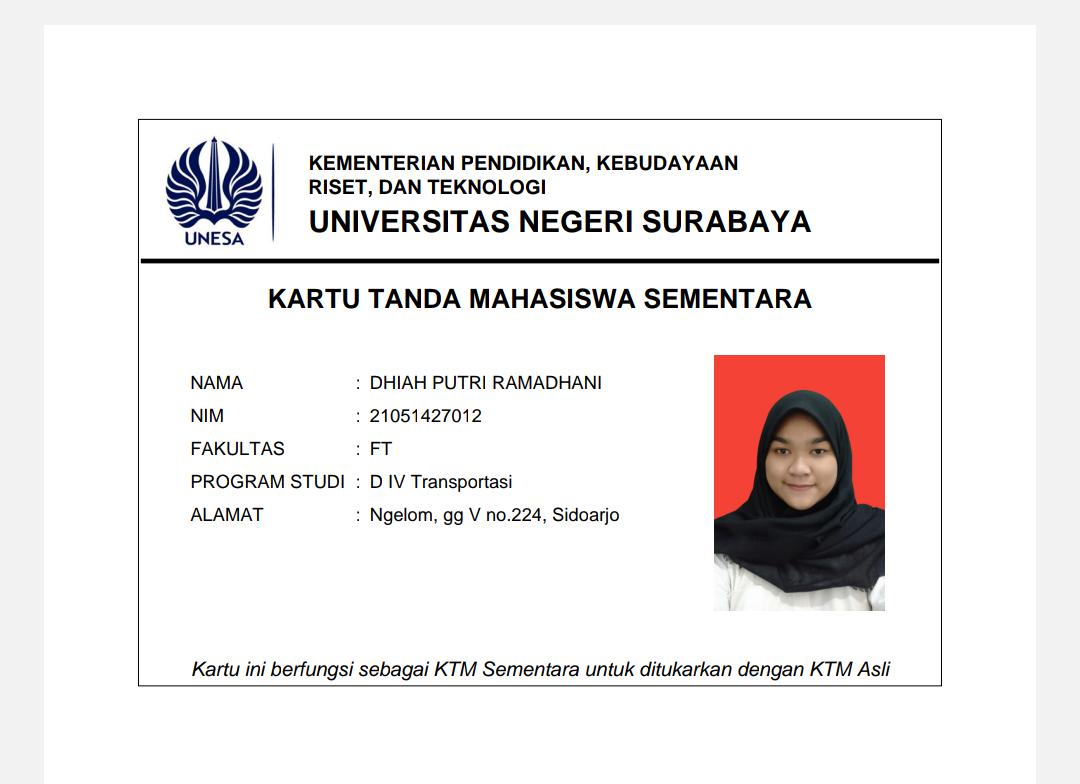 UNESA
KEMENTERIAN PENDIDIKAN, KEBUDAYAAN
RISET, DAN TEKNOLOGI
UNIVERSITAS NEGERI SURABAYA
KARTU TANDA MAHASISWA SEMENTARA
NAMA : DHIAH PUTRI RAMADHANI
NIM : 21051427012
FAKULTAS : FT
PROGRAM STUDI : D IV Transportasi
ALAMAT : Ngelom, gg V no.224, Sidoarjo
Kartu ini berfungsi sebagai KTM Sementara untuk ditukarkan dengan KTM Asli